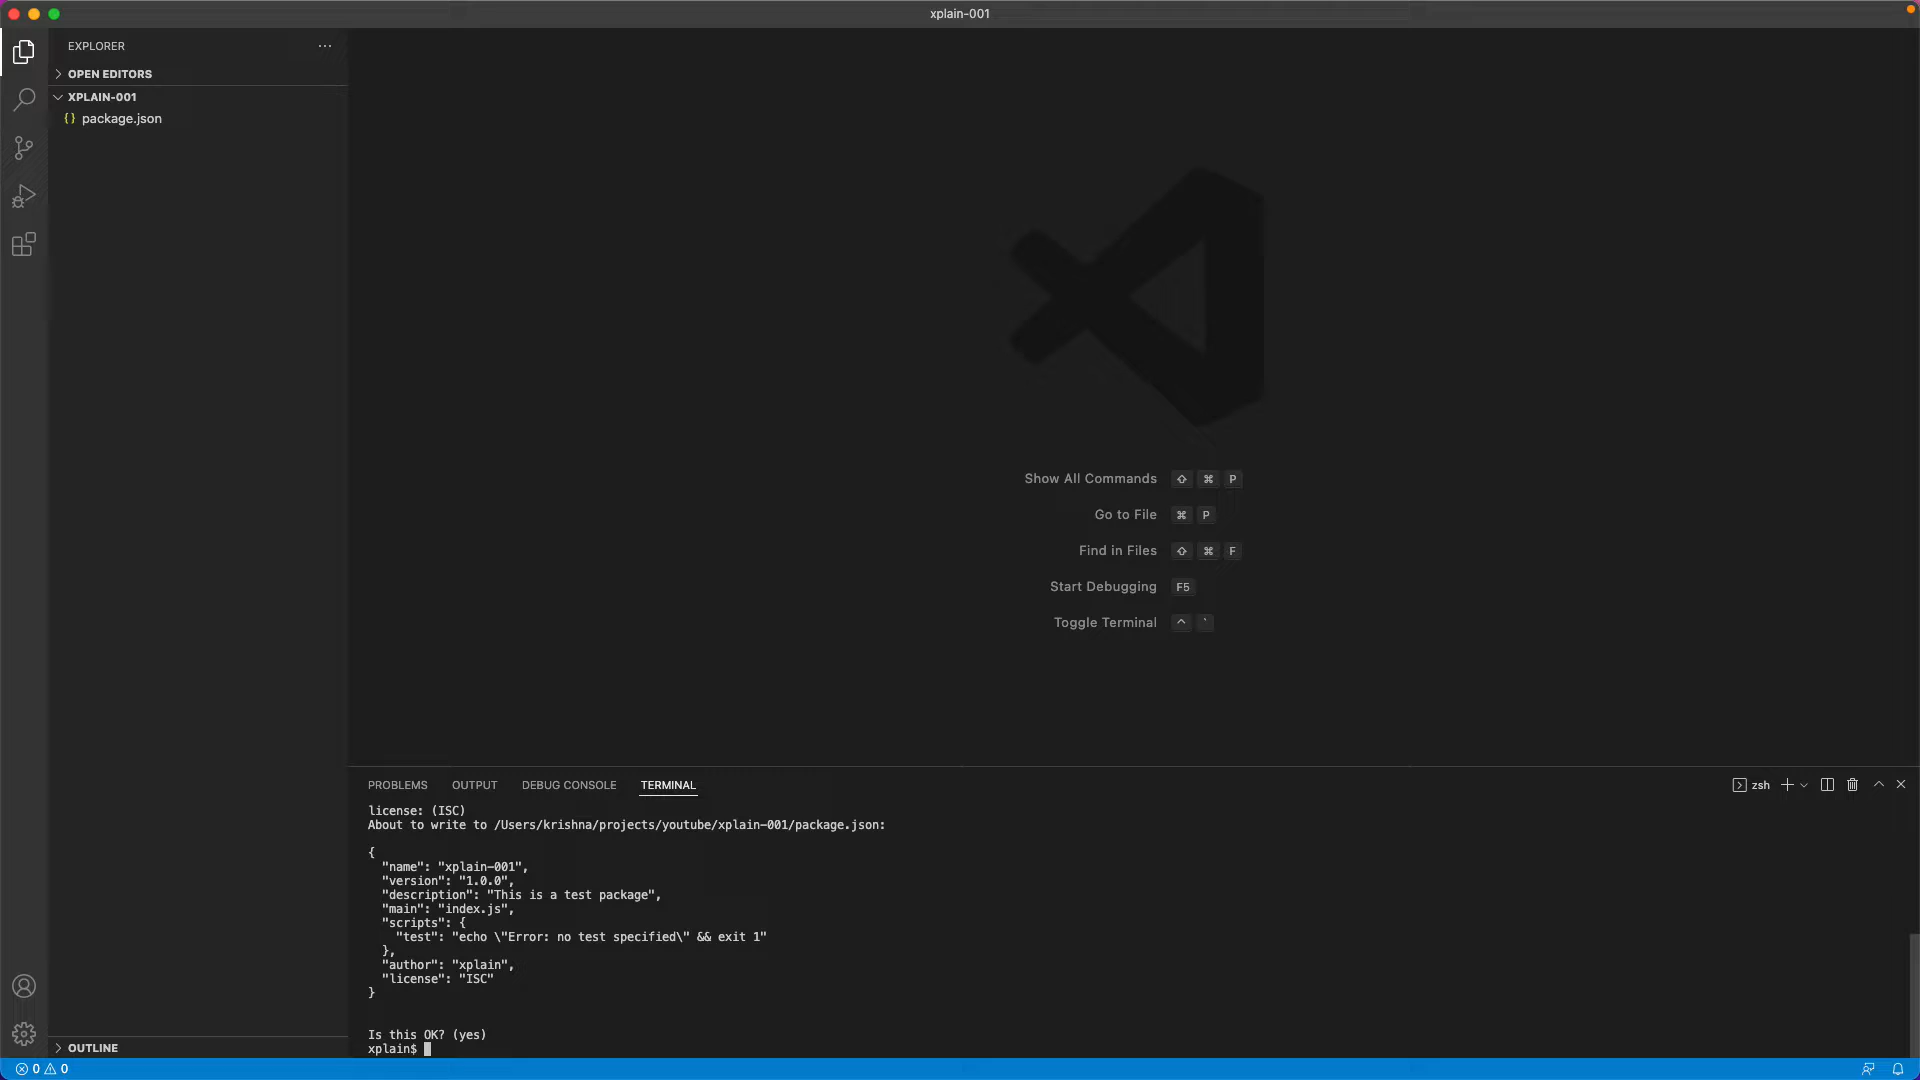 xplain-001
EXPLORER
OPEN EDITORS
XPLAIN-001
{} package.json
Show All Commands ⇧ ⌘ P
Go to File ⌘ P
Find in Files ⇧ ⌘ F
Start Debugging F5
Toggle Terminal ^ `
PROBLEMS OUTPUT DEBUG CONSOLE TERMINAL
zsh
license: (ISC)
About to write to /Users/krishna/projects/youtube/xplain-001/package.json:
{
  "name": "xplain-001",
  "version": "1.0.0",
  "description": "This is a test package",
  "main": "index.js",
  "scripts": {
    "test": "echo \"Error: no test specified\" && exit 1"
  },
  "author": "xplain",
  "license": "ISC"
}
Is this OK? (yes)
xplain$
OUTLINE
0 0